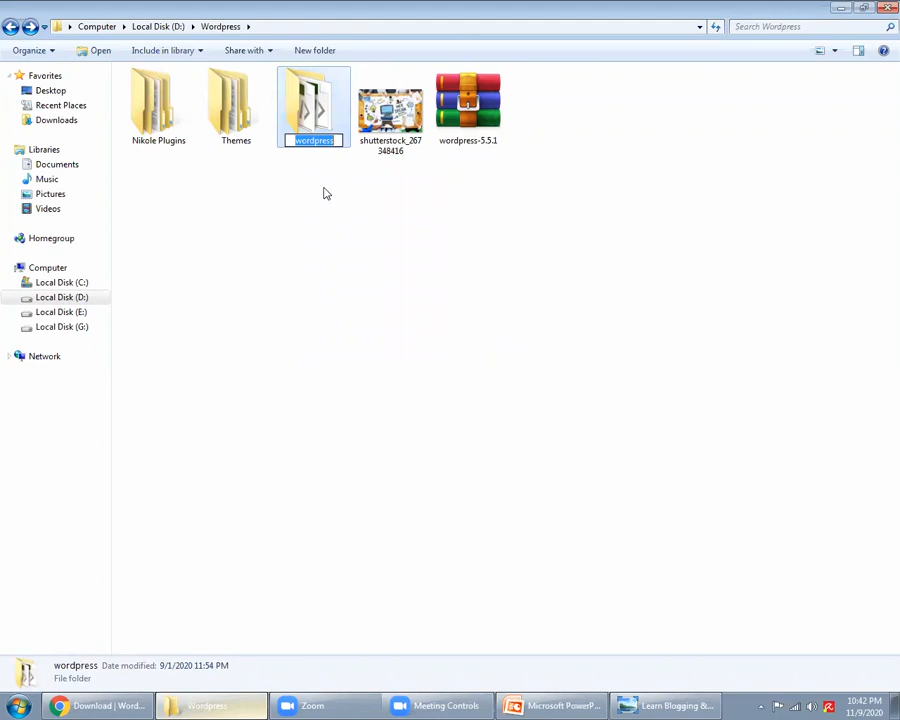 Computer Local Disk (D:) Wordpress Search Wordpress
Organize Open Include in library Share with New folder
Favorites
Desktop
Recent Places
Downloads
Libraries
Documents
Music
Pictures
Videos
Homegroup
Computer
Local Disk (C:)
Local Disk (D:)
Local Disk (E:)
Local Disk (G:)
Network
Nikole Plugins
Themes
wordpress
shutterstock_267
348416
wordpress-5.5.1
wordpress Date modified: 9/1/2020 11:54 PM
File folder
Download | Word... Wordpress Zoom Meeting Controls Microsoft PowerP... Learn Blogging &...
10:42 PM
11/9/2020